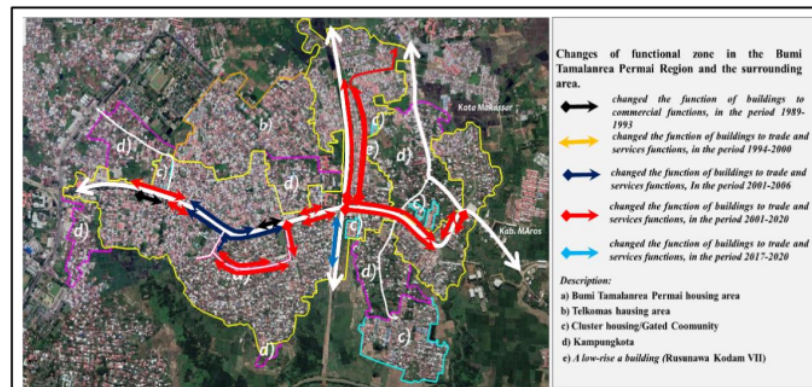 Changes of functional zone in the Bumi
Tamalanrea Permai Region and the surrounding
area.
changed the function of buildings to
commercial functions, in the period 1989-
1993
changed the function of buildings to trade and
services functions, in the period 1994-2000
changed the function of buildings to trade and
services functions, In the period 2001-2006
changed the function of buildings to trade and
services functions, in the period 2001-2020
changed the function of buildings to trade and
services functions, in the period 2017-2020
Description:
a) Bumi Tamalanrea Permai housing area
b) Telkomas hausing area
c) Cluster housing/Gated Coomunity
d) Kampungkota
e) A low-rise a building (Rusunawa Kodam VII)
Kota Makassar
b)
d)
d)
e)
d)
c)
d)
c)
d)
c)
Kab. MAros
d)
c)
d)